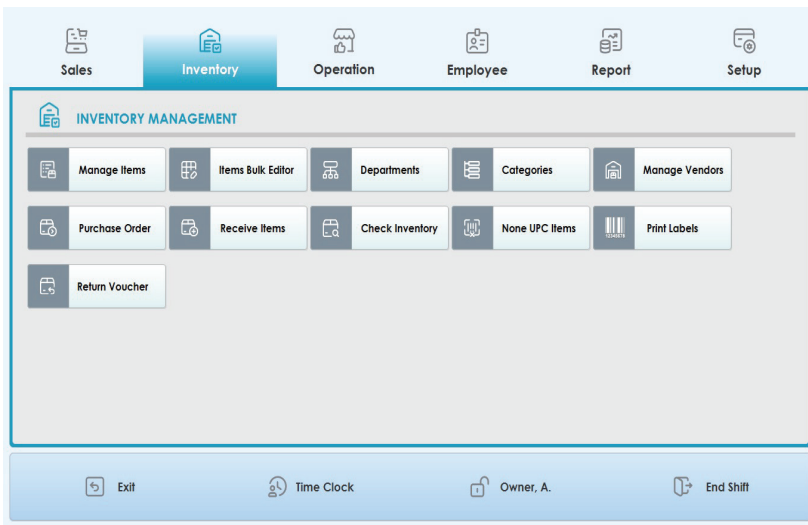 Sales Inventory Operation Employee Report Setup
INVENTORY MANAGEMENT
Manage Items Items Bulk Editor Departments Categories Manage Vendors
Purchase Order Receive Items Check Inventory None UPC Items Print Labels
Return Voucher
Exit Time Clock Owner, A. End Shift